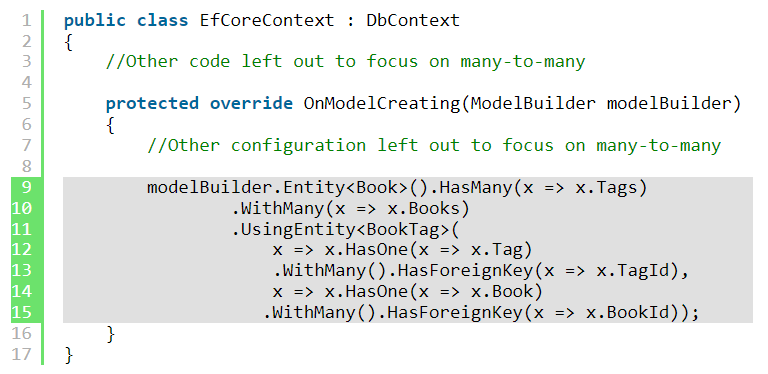 1 public class EfCoreContext : DbContext
2 {
3     //Other code left out to focus on many-to-many
4
5     protected override OnModelCreating(ModelBuilder modelBuilder)
6     {
7         //Other configuration left out to focus on many-to-many
8
9         modelBuilder.Entity<Book>().HasMany(x => x.Tags)
10                 .WithMany(x => x.Books)
11                 .UsingEntity<BookTag>(
12                     x => x.HasOne(x => x.Tag)
13                     .WithMany().HasForeignKey(x => x.TagId),
14                     x => x.HasOne(x => x.Book)
15                    .WithMany().HasForeignKey(x => x.BookId));
16     }
17 }